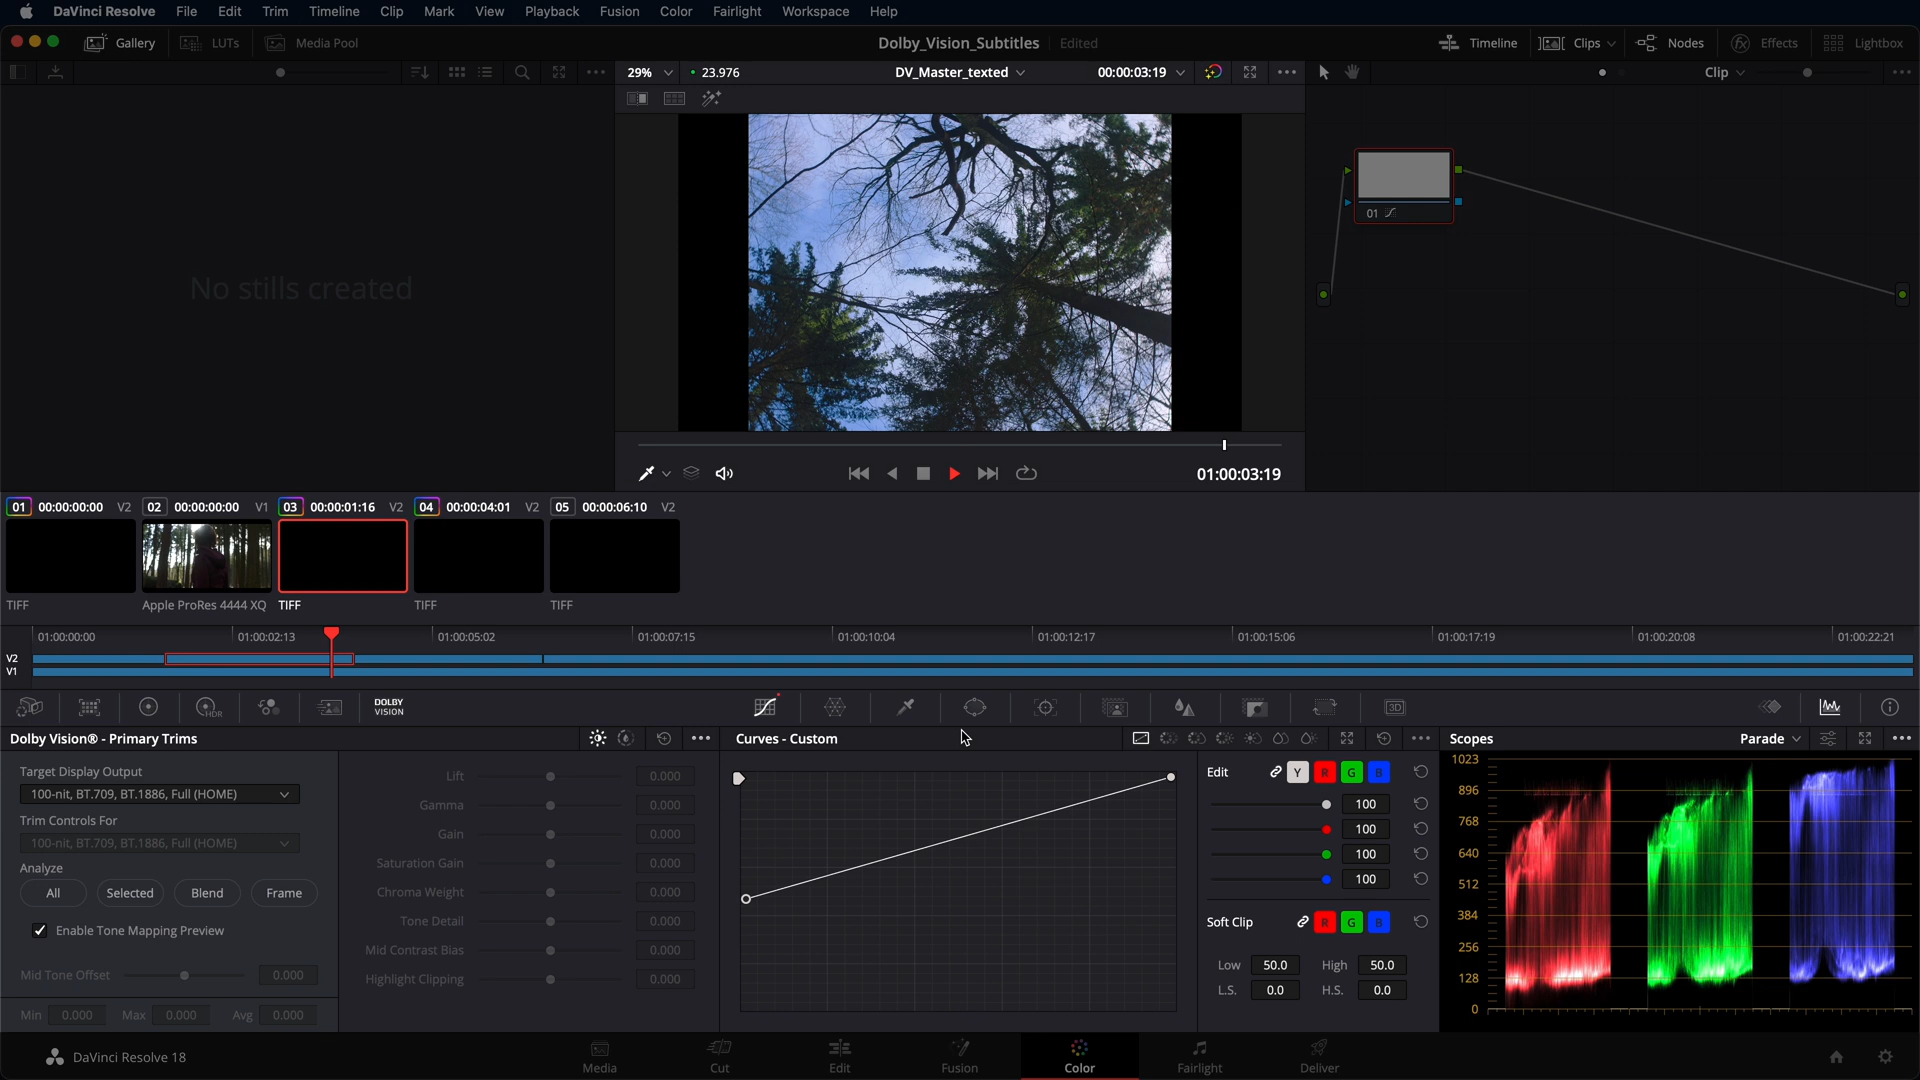 DaVinci Resolve File Edit Trim Timeline Clip Mark View Playback Fusion Color Fairlight Workspace Help
Gallery LUTs Media Pool Dolby_Vision_Subtitles Edited Timeline Clips Nodes Effects Lightbox
29% 23.976 DV_Master_texted 00:00:03:19 Clip
No stills created
01
01:00:03:19
01 00:00:00:00 V2 02 00:00:00:00 V1 03 00:00:01:16 V2 04 00:00:04:01 V2 05 00:00:06:10 V2
TIFF Apple ProRes 4444 XQ TIFF TIFF TIFF
01:00:00:00 01:00:02:13 01:00:05:02 01:00:07:15 01:00:10:04 01:00:12:17 01:00:15:06 01:00:17:19 01:00:20:08 01:00:22:21
V2
V1
HDR DOLBY VISION 3D
Dolby Vision® - Primary Trims Curves - Custom Scopes Parade
Target Display Output
100-nit, BT.709, BT.1886, Full (HOME)
Trim Controls For
100-nit, BT.709, BT.1886, Full (HOME)
Analyze
All Selected Blend Frame
Enable Tone Mapping Preview
Mid Tone Offset 0.000
Min 0.000 Max 0.000 Avg 0.000
Lift 0.000
Gamma 0.000
Gain 0.000
Saturation Gain 0.000
Chroma Weight 0.000
Tone Detail 0.000
Mid Contrast Bias 0.000
Highlight Clipping 0.000
Edit Y R G B
100
100
100
100
Soft Clip R G B
Low 50.0 High 50.0
L.S. 0.0 H.S. 0.0
1023
896
768
640
512
384
256
128
0
DaVinci Resolve 18 Media Cut Edit Fusion Color Fairlight Deliver